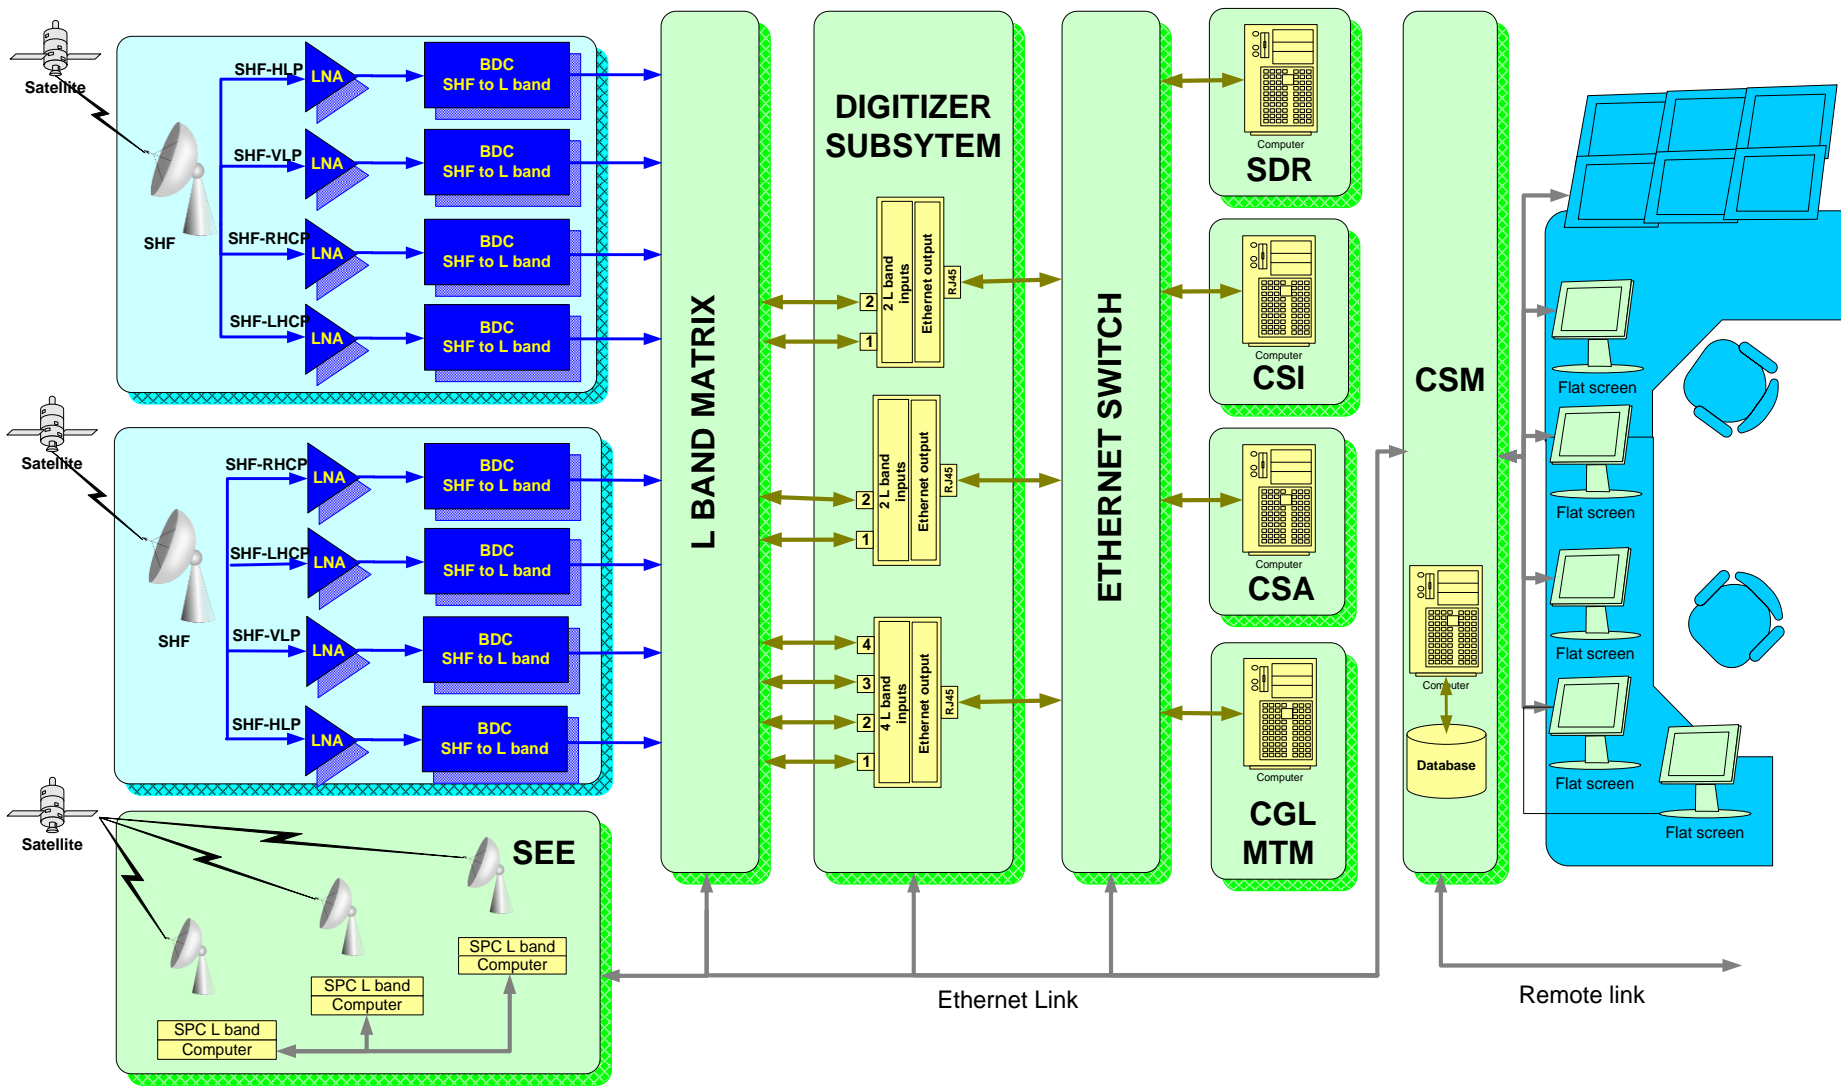 Satellite
SHF
SHF-HLP
LNA
BDC
SHF to L band
SHF-VLP
LNA
BDC
SHF to L band
SHF-RHCP
LNA
BDC
SHF to L band
SHF-LHCP
LNA
BDC
SHF to L band
Satellite
SHF
SHF-RHCP
LNA
BDC
SHF to L band
SHF-LHCP
LNA
BDC
SHF to L band
SHF-VLP
LNA
BDC
SHF to L band
SHF-HLP
LNA
BDC
SHF to L band
Satellite
SEE
SPC L band
Computer
SPC L band
Computer
SPC L band
Computer
L BAND MATRIX
DIGITIZER
SUBSYTEM
2
1
2 L band
inputs
Ethernet output
RJ45
2
1
2 L band
inputs
Ethernet output
RJ45
4
3
2
1
4 L band
inputs
Ethernet output
RJ45
ETHERNET SWITCH
Computer
SDR
Computer
CSI
Computer
CSA
Computer
CGL
MTM
CSM
Computer
Database
Flat screen
Flat screen
Flat screen
Flat screen
Flat screen
Ethernet Link
Remote link